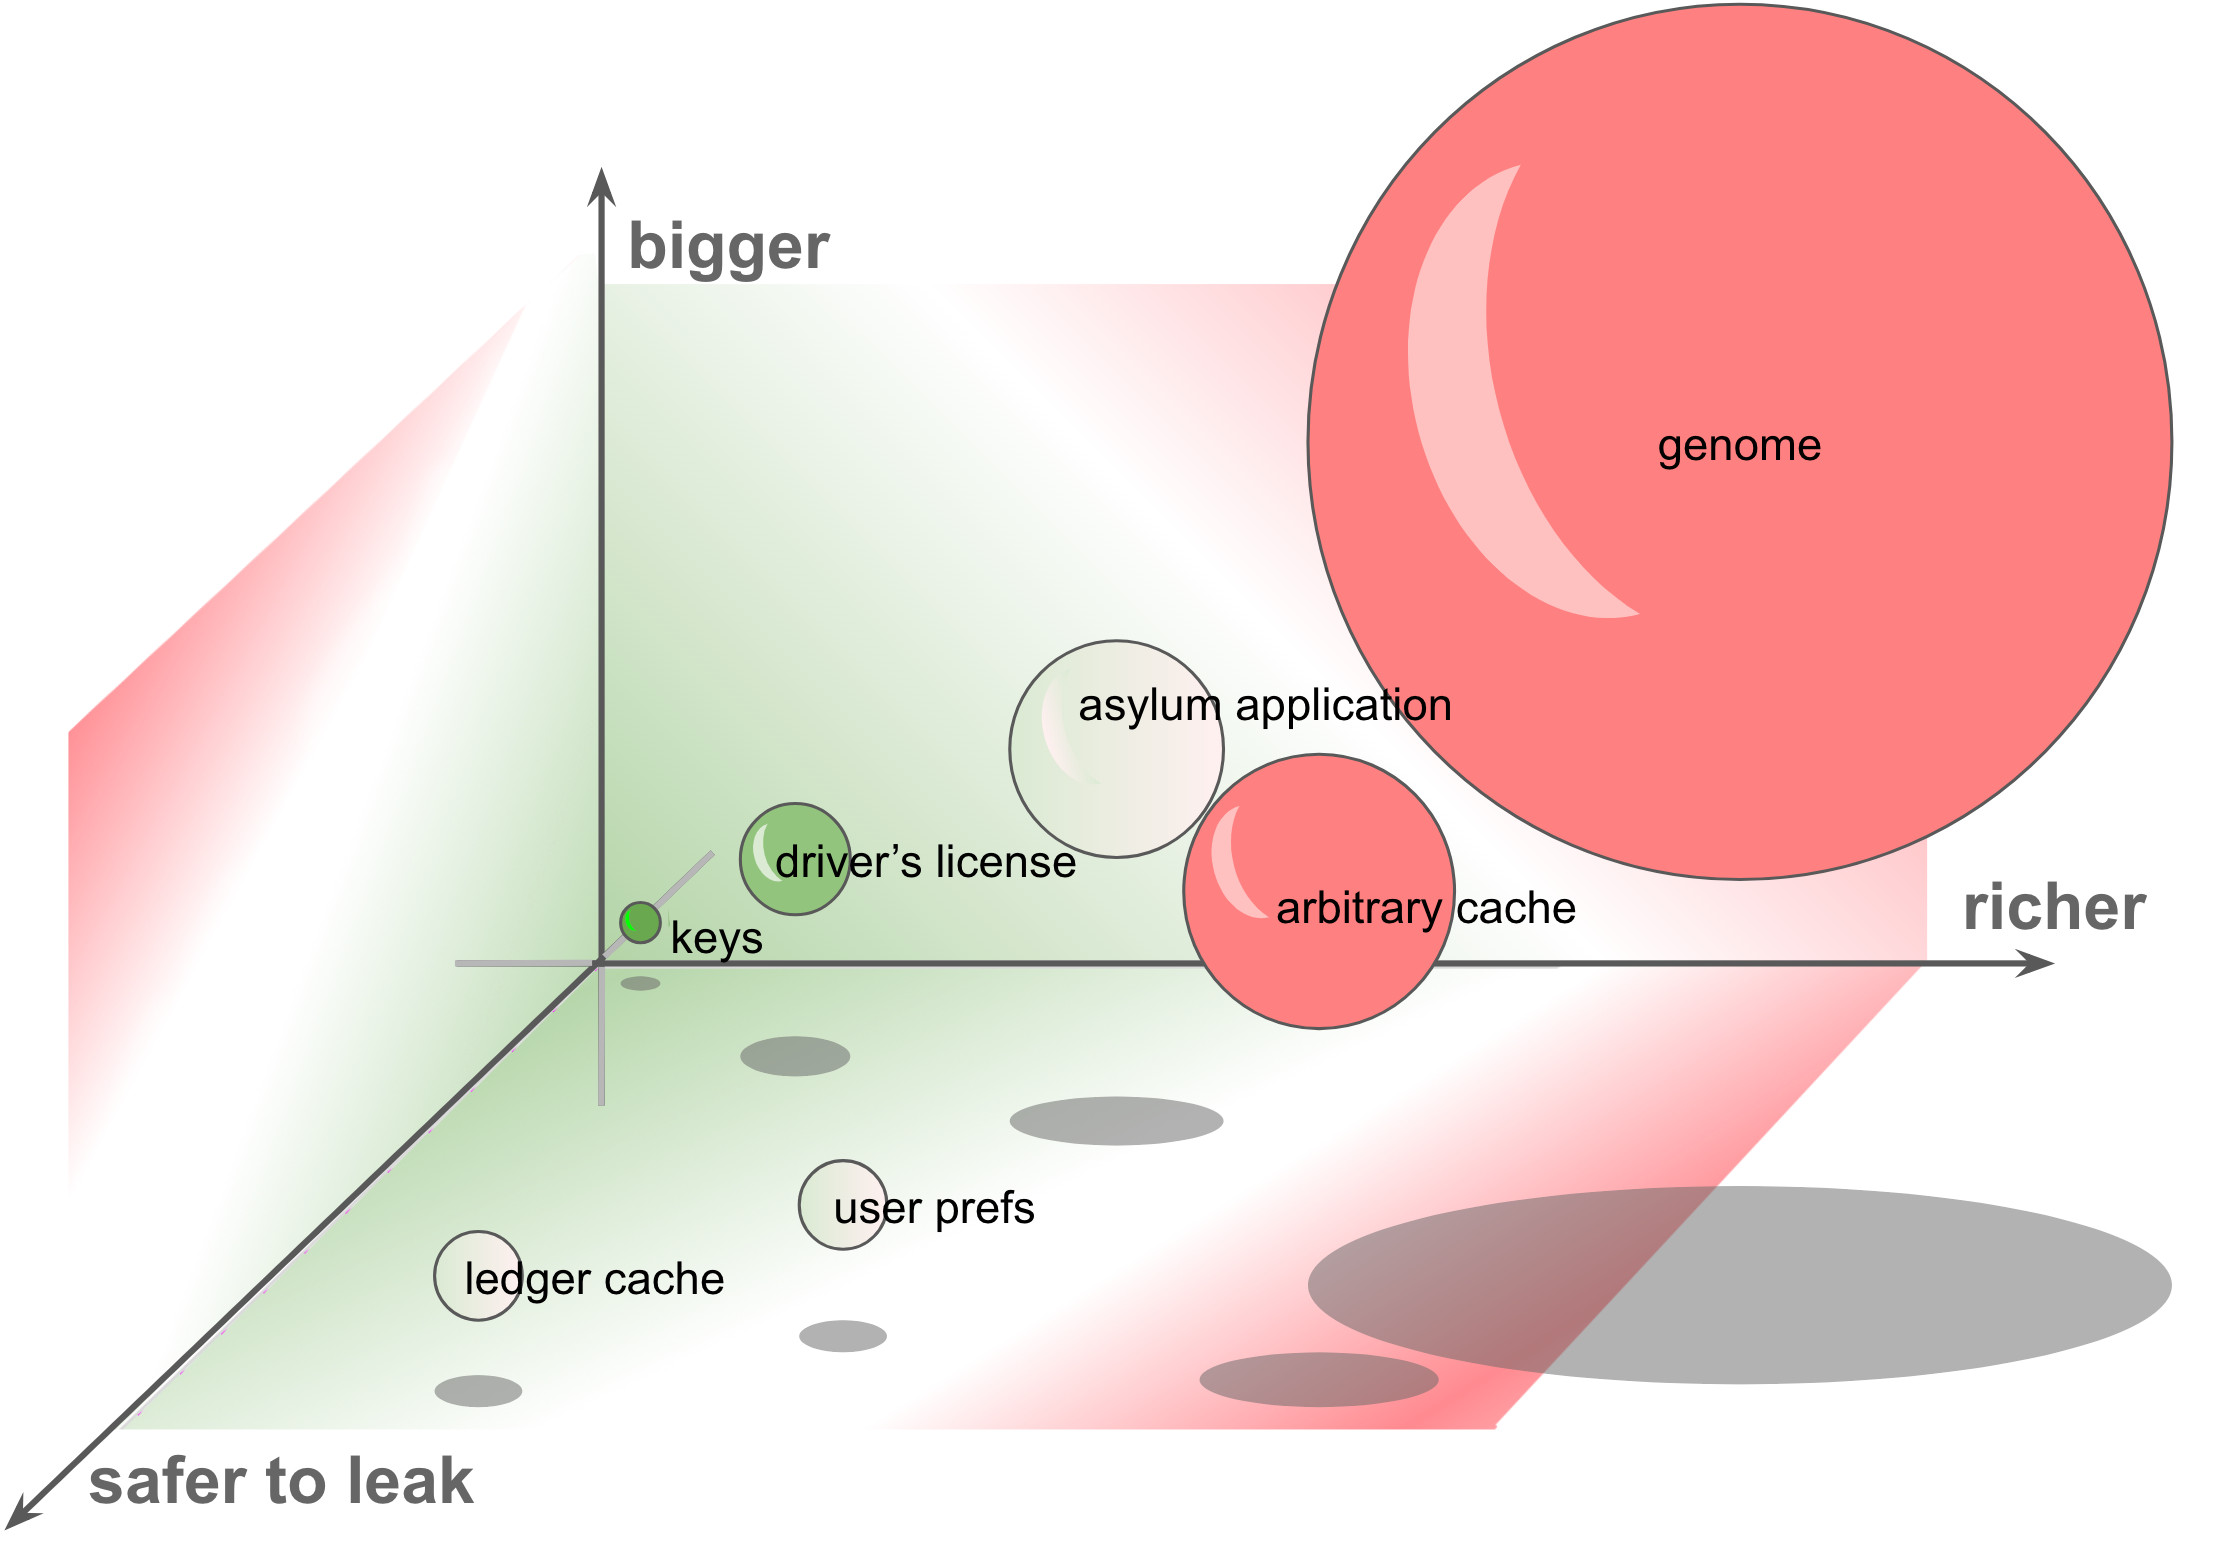 bigger
genome
asylum application
driver’s license
arbitrary cache
richer
keys
user prefs
ledger cache
safer to leak